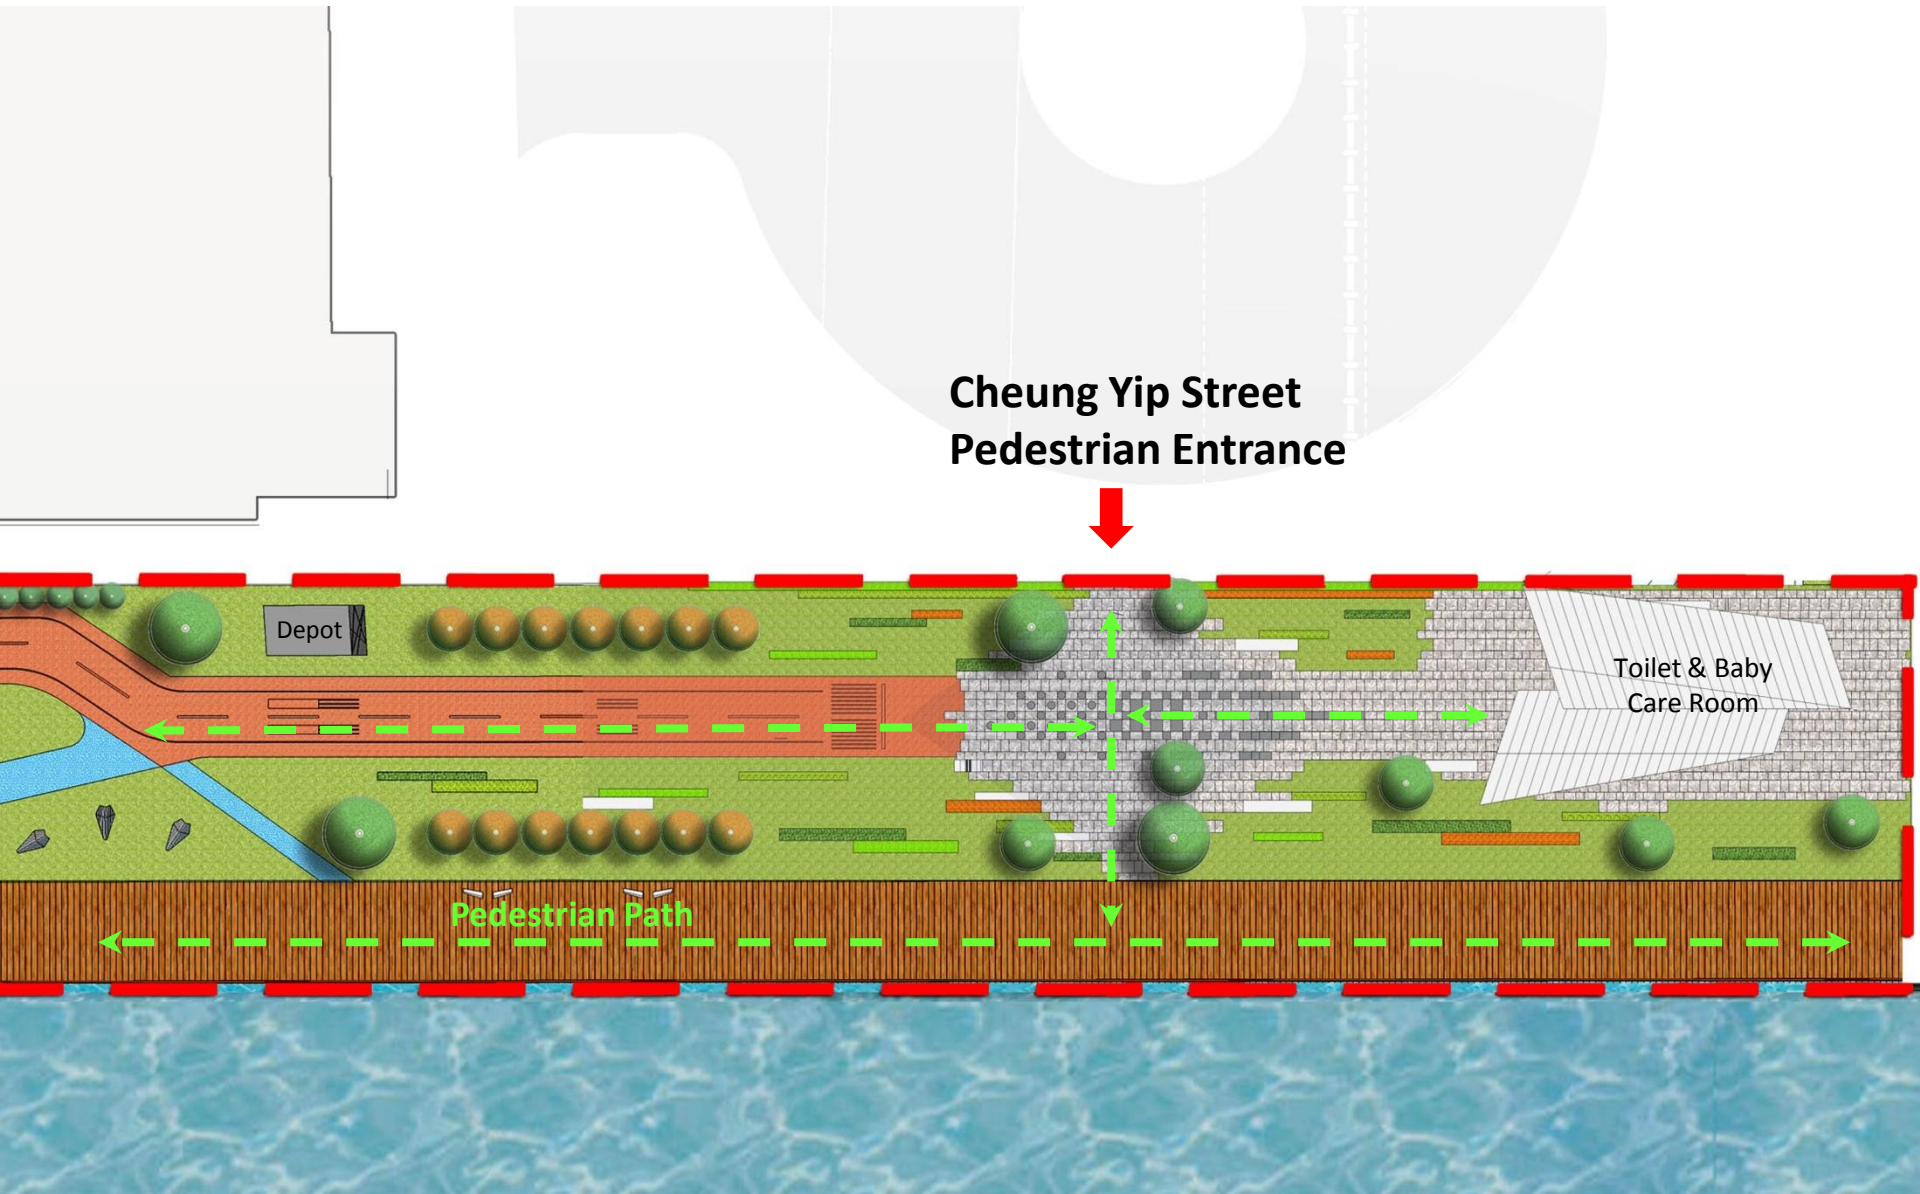 Cheung Yip Street
Pedestrian Entrance
Depot
Toilet & Baby
Care Room
Pedestrian Path